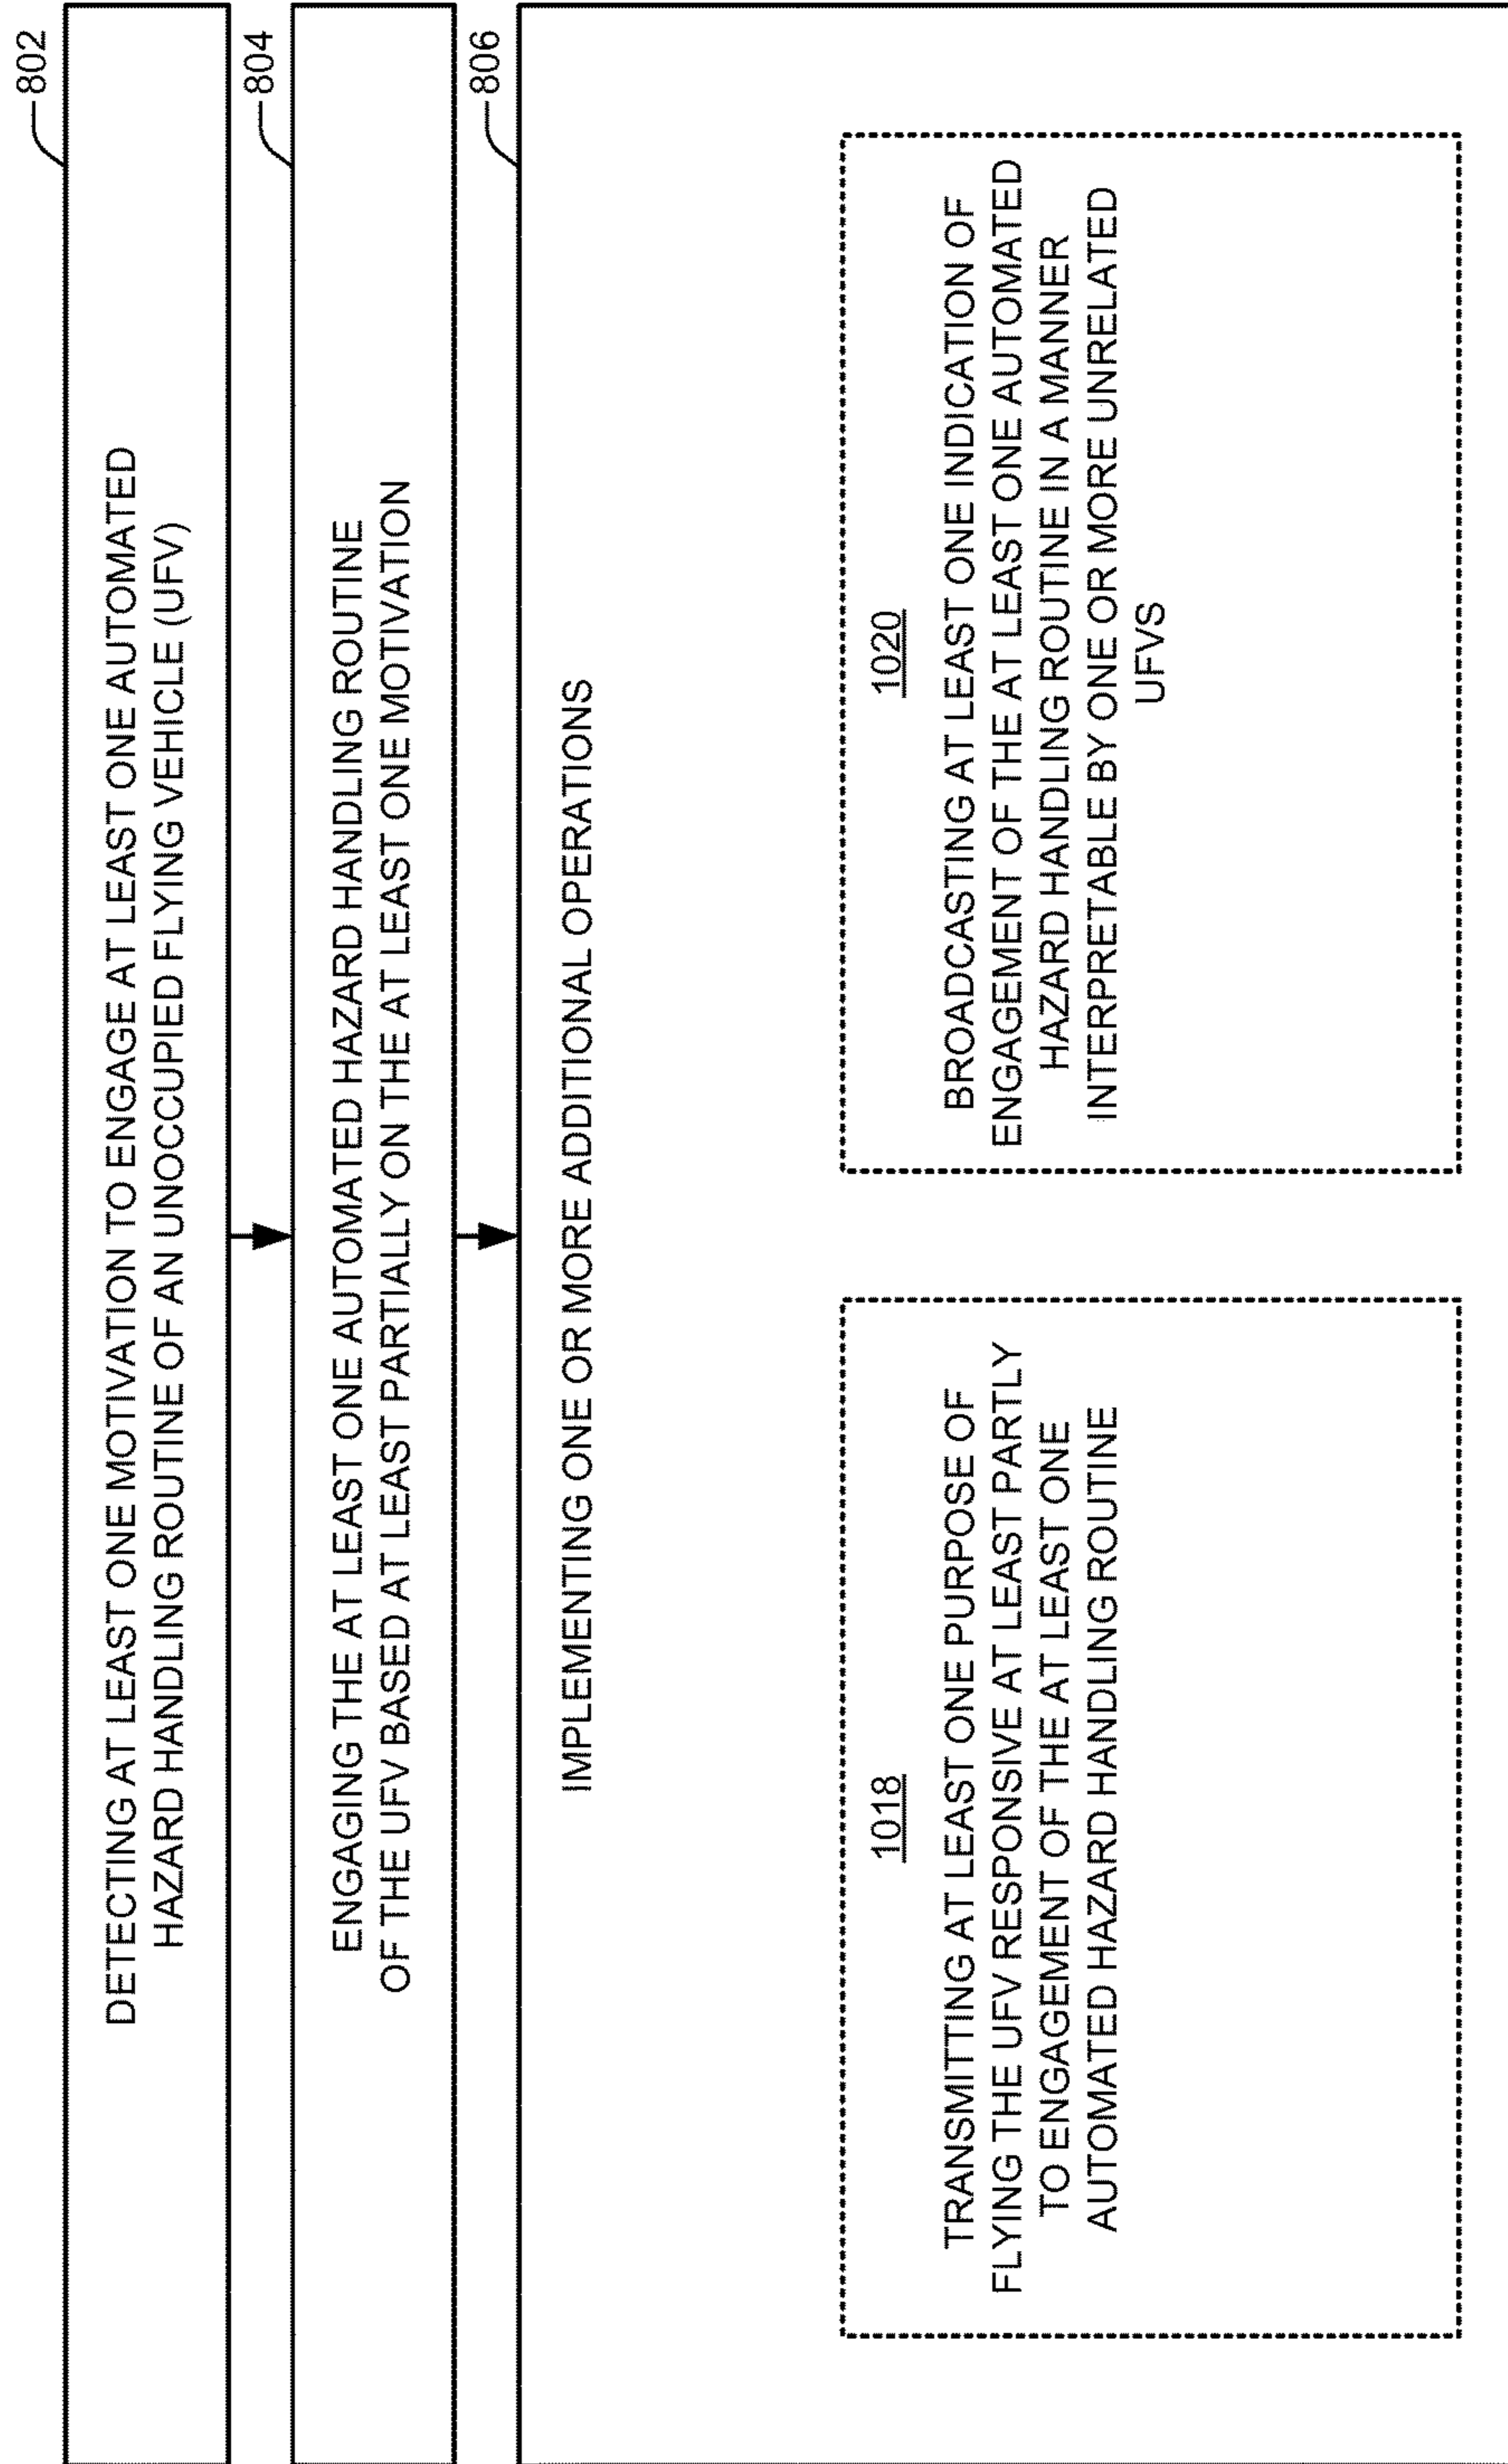 802
DETECTING AT LEAST ONE MOTIVATION TO ENGAGE AT LEAST ONE AUTOMATED
HAZARD HANDLING ROUTINE OF AN UNOCCUPIED FLYING VEHICLE (UFV)
804
ENGAGING THE AT LEAST ONE AUTOMATED HAZARD HANDLING ROUTINE
OF THE UFV BASED AT LEAST PARTIALLY ON THE AT LEAST ONE MOTIVATION
806
IMPLEMENTING ONE OR MORE ADDITIONAL OPERATIONS
1018
TRANSMITTING AT LEAST ONE PURPOSE OF
FLYING THE UFV RESPONSIVE AT LEAST PARTLY
TO ENGAGEMENT OF THE AT LEAST ONE
AUTOMATED HAZARD HANDLING ROUTINE
1020
BROADCASTING AT LEAST ONE INDICATION OF
ENGAGEMENT OF THE AT LEAST ONE AUTOMATED
HAZARD HANDLING ROUTINE IN A MANNER
INTERPRETABLE BY ONE OR MORE UNRELATED
UFVS